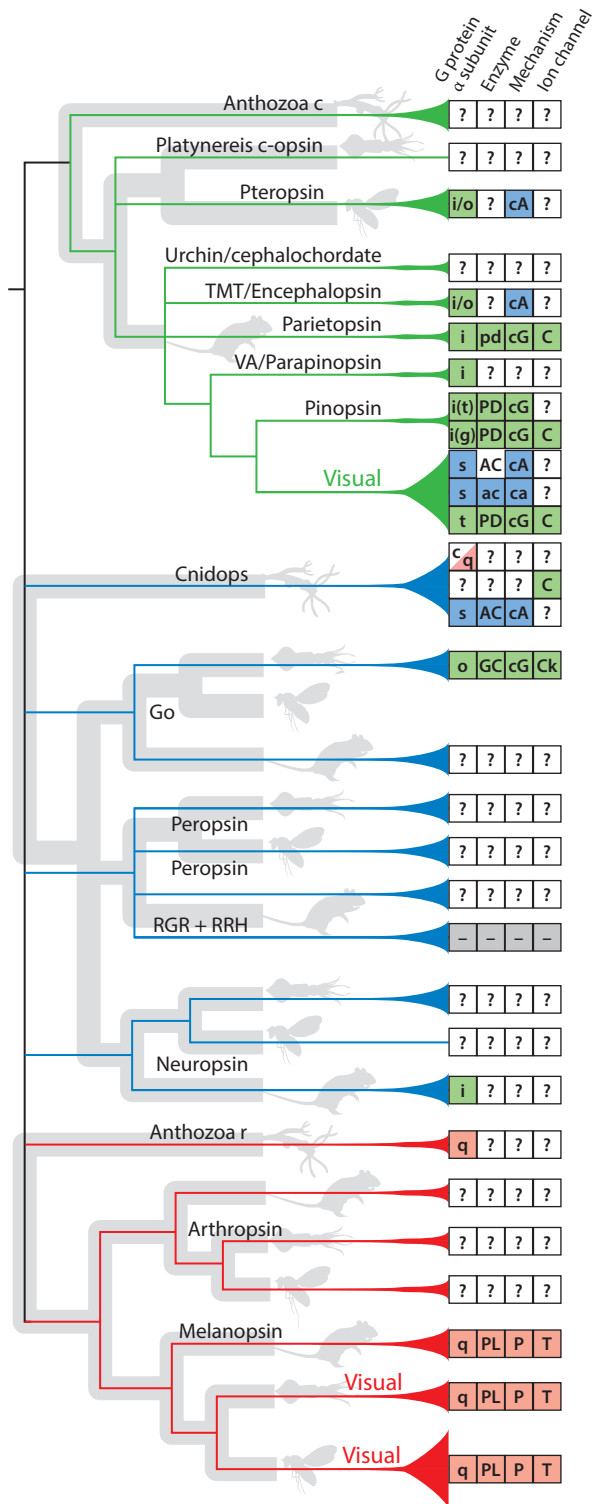 G protein
α subunit
Enzyme
Mechanism
Ion channel
Anthozoa c
? ? ? ?
Platynereis c-opsin
? ? ? ?
Pteropsin
i/o ? cA ?
Urchin/cephalochordate
? ? ? ?
TMT/Encephalopsin
i/o ? cA ?
Parietopsin
i pd cG C
VA/Parapinopsin
i ? ? ?
Pinopsin
i(t) PD cG ?
i(g) PD cG C
Visual
s AC cA ?
s ac ca ?
t PD cG C
Cnidops
c q ? ? ?
? ? ? C
s AC cA ?
Go
o GC cG Ck
? ? ? ?
Peropsin
? ? ? ?
Peropsin
? ? ? ?
? ? ? ?
RGR + RRH
– – – –
? ? ? ?
? ? ? ?
Neuropsin
i ? ? ?
Anthozoa r
q ? ? ?
? ? ? ?
Arthropsin
? ? ? ?
? ? ? ?
Melanopsin
q PL P T
Visual
q PL P T
Visual
q PL P T